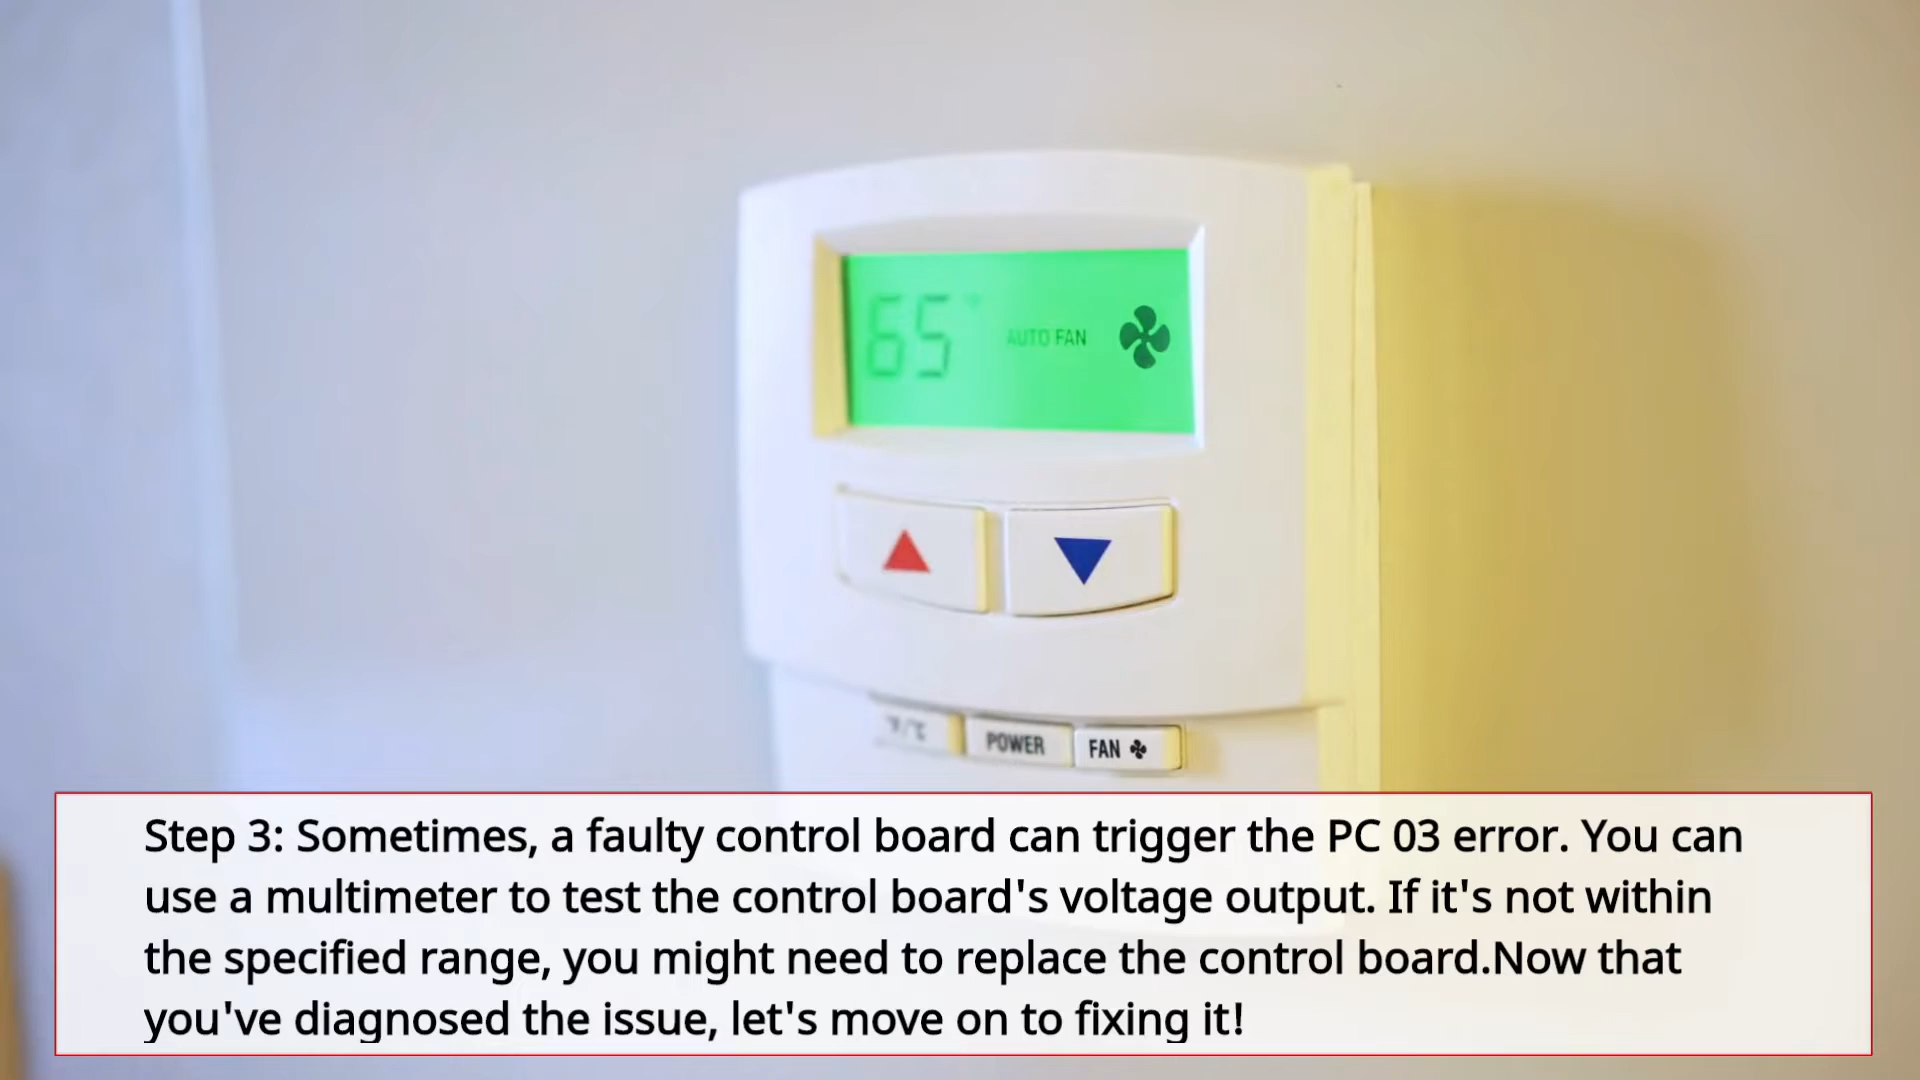 65°
AUTO FAN
°F/°C
POWER
FAN
Step 3: Sometimes, a faulty control board can trigger the PC 03 error. You can
use a multimeter to test the control board's voltage output. If it's not within
the specified range, you might need to replace the control board.Now that
you've diagnosed the issue, let's move on to fixing it!